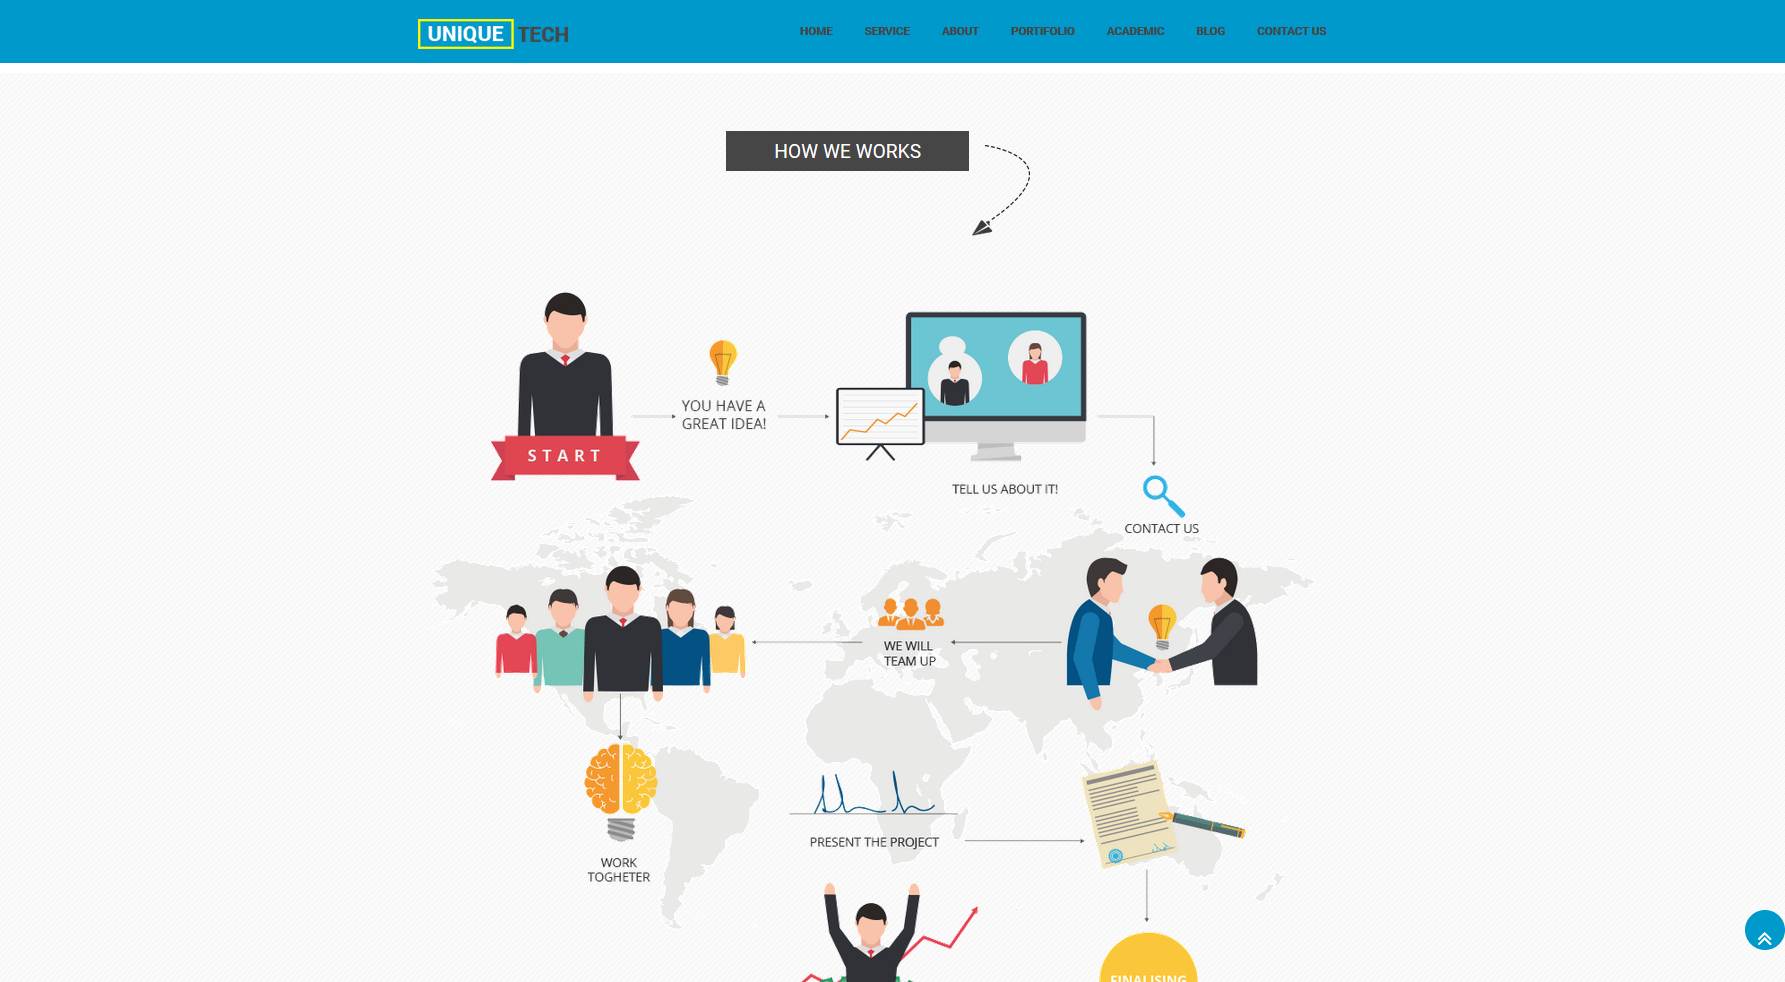 UNIQUE TECH
HOME SERVICE ABOUT PORTIFOLIO ACADEMIC BLOG CONTACT US
HOW WE WORKS
YOU HAVE A
GREAT IDEA!
START
TELL US ABOUT IT!
CONTACT US
WE WILL
TEAM UP
PRESENT THE PROJECT
WORK
TOGHETER
FINALISING